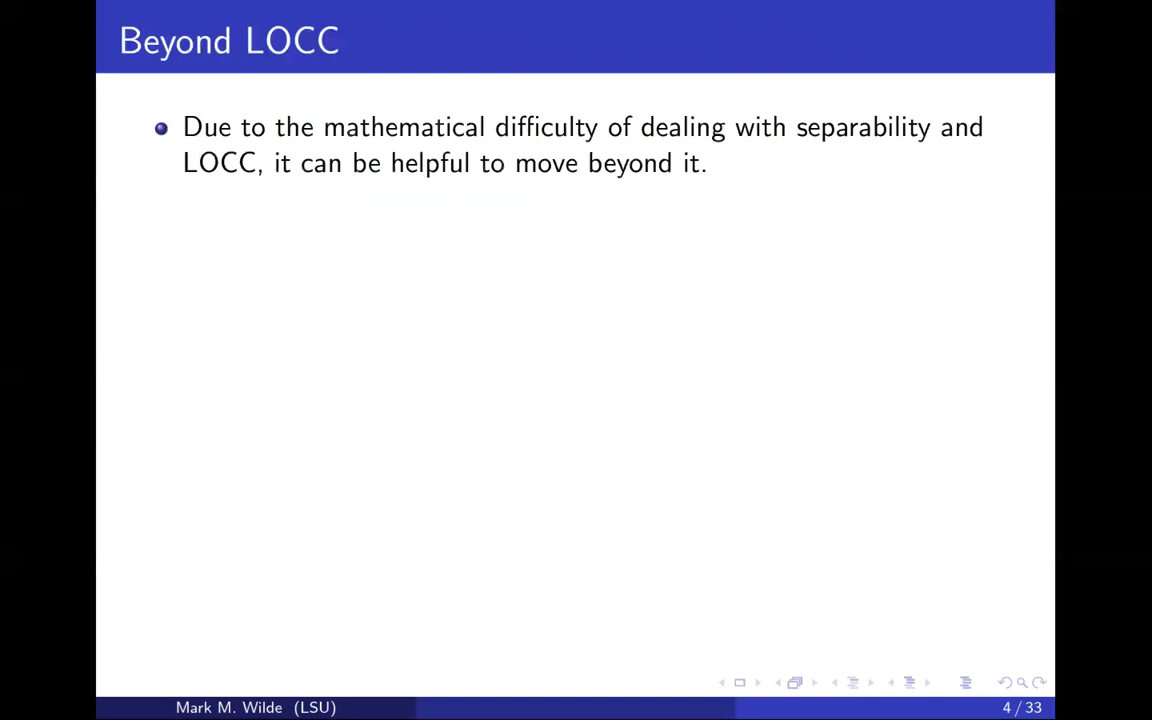 Beyond LOCC
Due to the mathematical difficulty of dealing with separability and
LOCC, it can be helpful to move beyond it.
Mark M. Wilde (LSU)
4 / 33